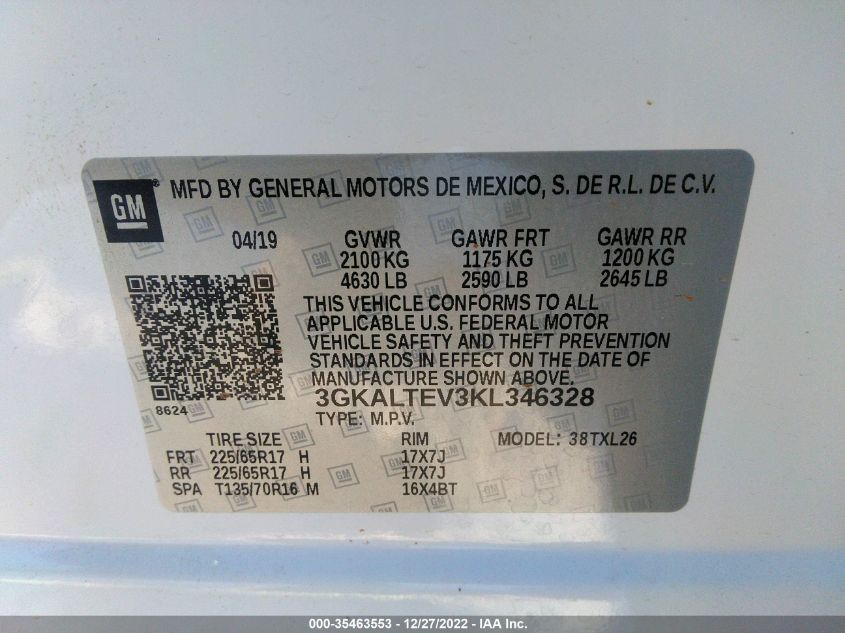 GM ® MFD BY GENERAL MOTORS DE MEXICO, S. DE R.L. DE C.V.
04/19 GVWR GAWR FRT GAWR RR
2100 KG 1175 KG 1200 KG
4630 LB 2590 LB 2645 LB
THIS VEHICLE CONFORMS TO ALL
APPLICABLE U.S. FEDERAL MOTOR
VEHICLE SAFETY AND THEFT PREVENTION
STANDARDS IN EFFECT ON THE DATE OF
MANUFACTURE SHOWN ABOVE.
8624 3GKALTEV3KL346328
TYPE: M.P.V.
TIRE SIZE RIM MODEL: 38TXL26
FRT 225/65R17 H 17X7J
RR 225/65R17 H 17X7J
SPA T135/70R16 M 16X4BT
000-35463553 - 12/27/2022 - IAA Inc.